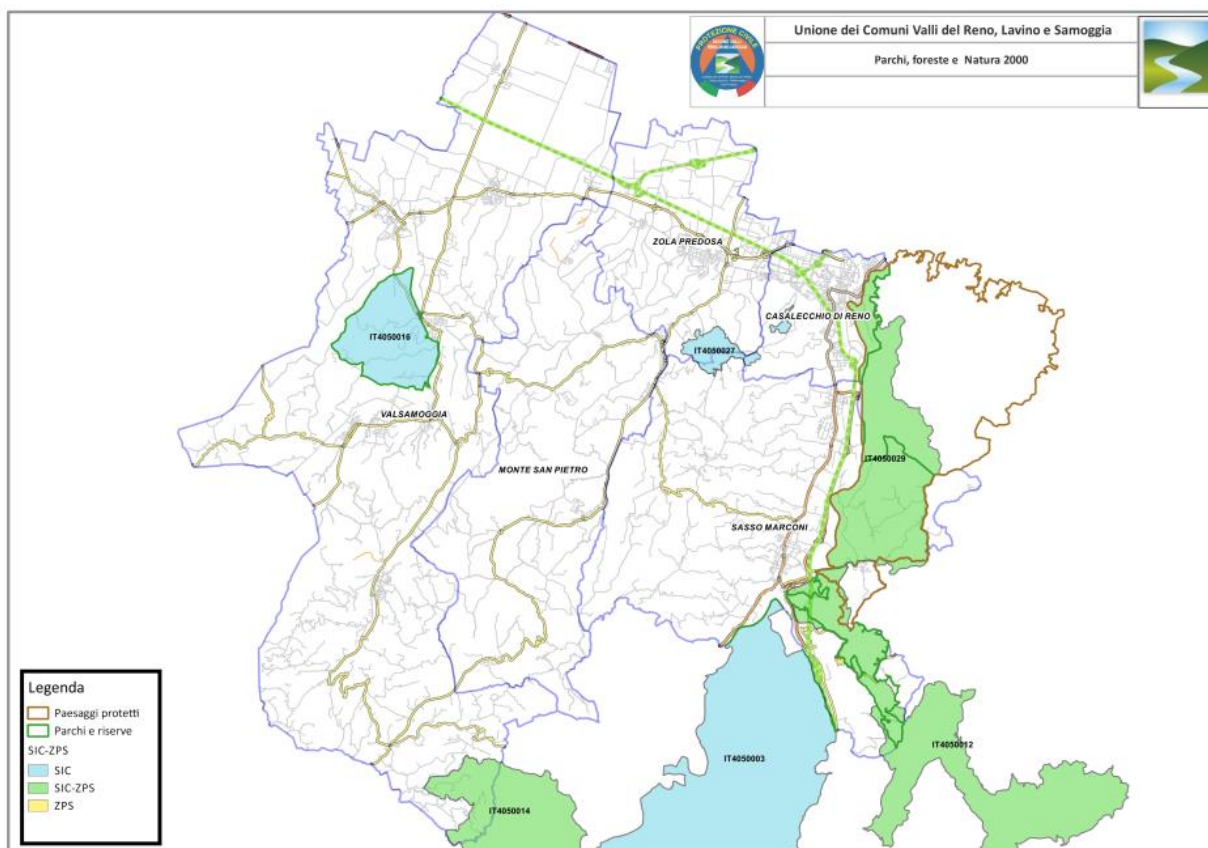 PROTEZIONE CIVILE
Unione dei Comuni Valli del Reno, Lavino e Samoggia
Parchi, foreste e Natura 2000
ZOLA PREDOSA
CASALECCHIO DI RENO
IT4050016
IT4050027
VALSAMOGGIA
MONTE SAN PIETRO
IT4050029
SASSO MARCONI
IT4050003
IT4050012
IT4050014
Legenda
Paesaggi protetti
Parchi e riserve
SIC-ZPS
SIC
SIC-ZPS
ZPS